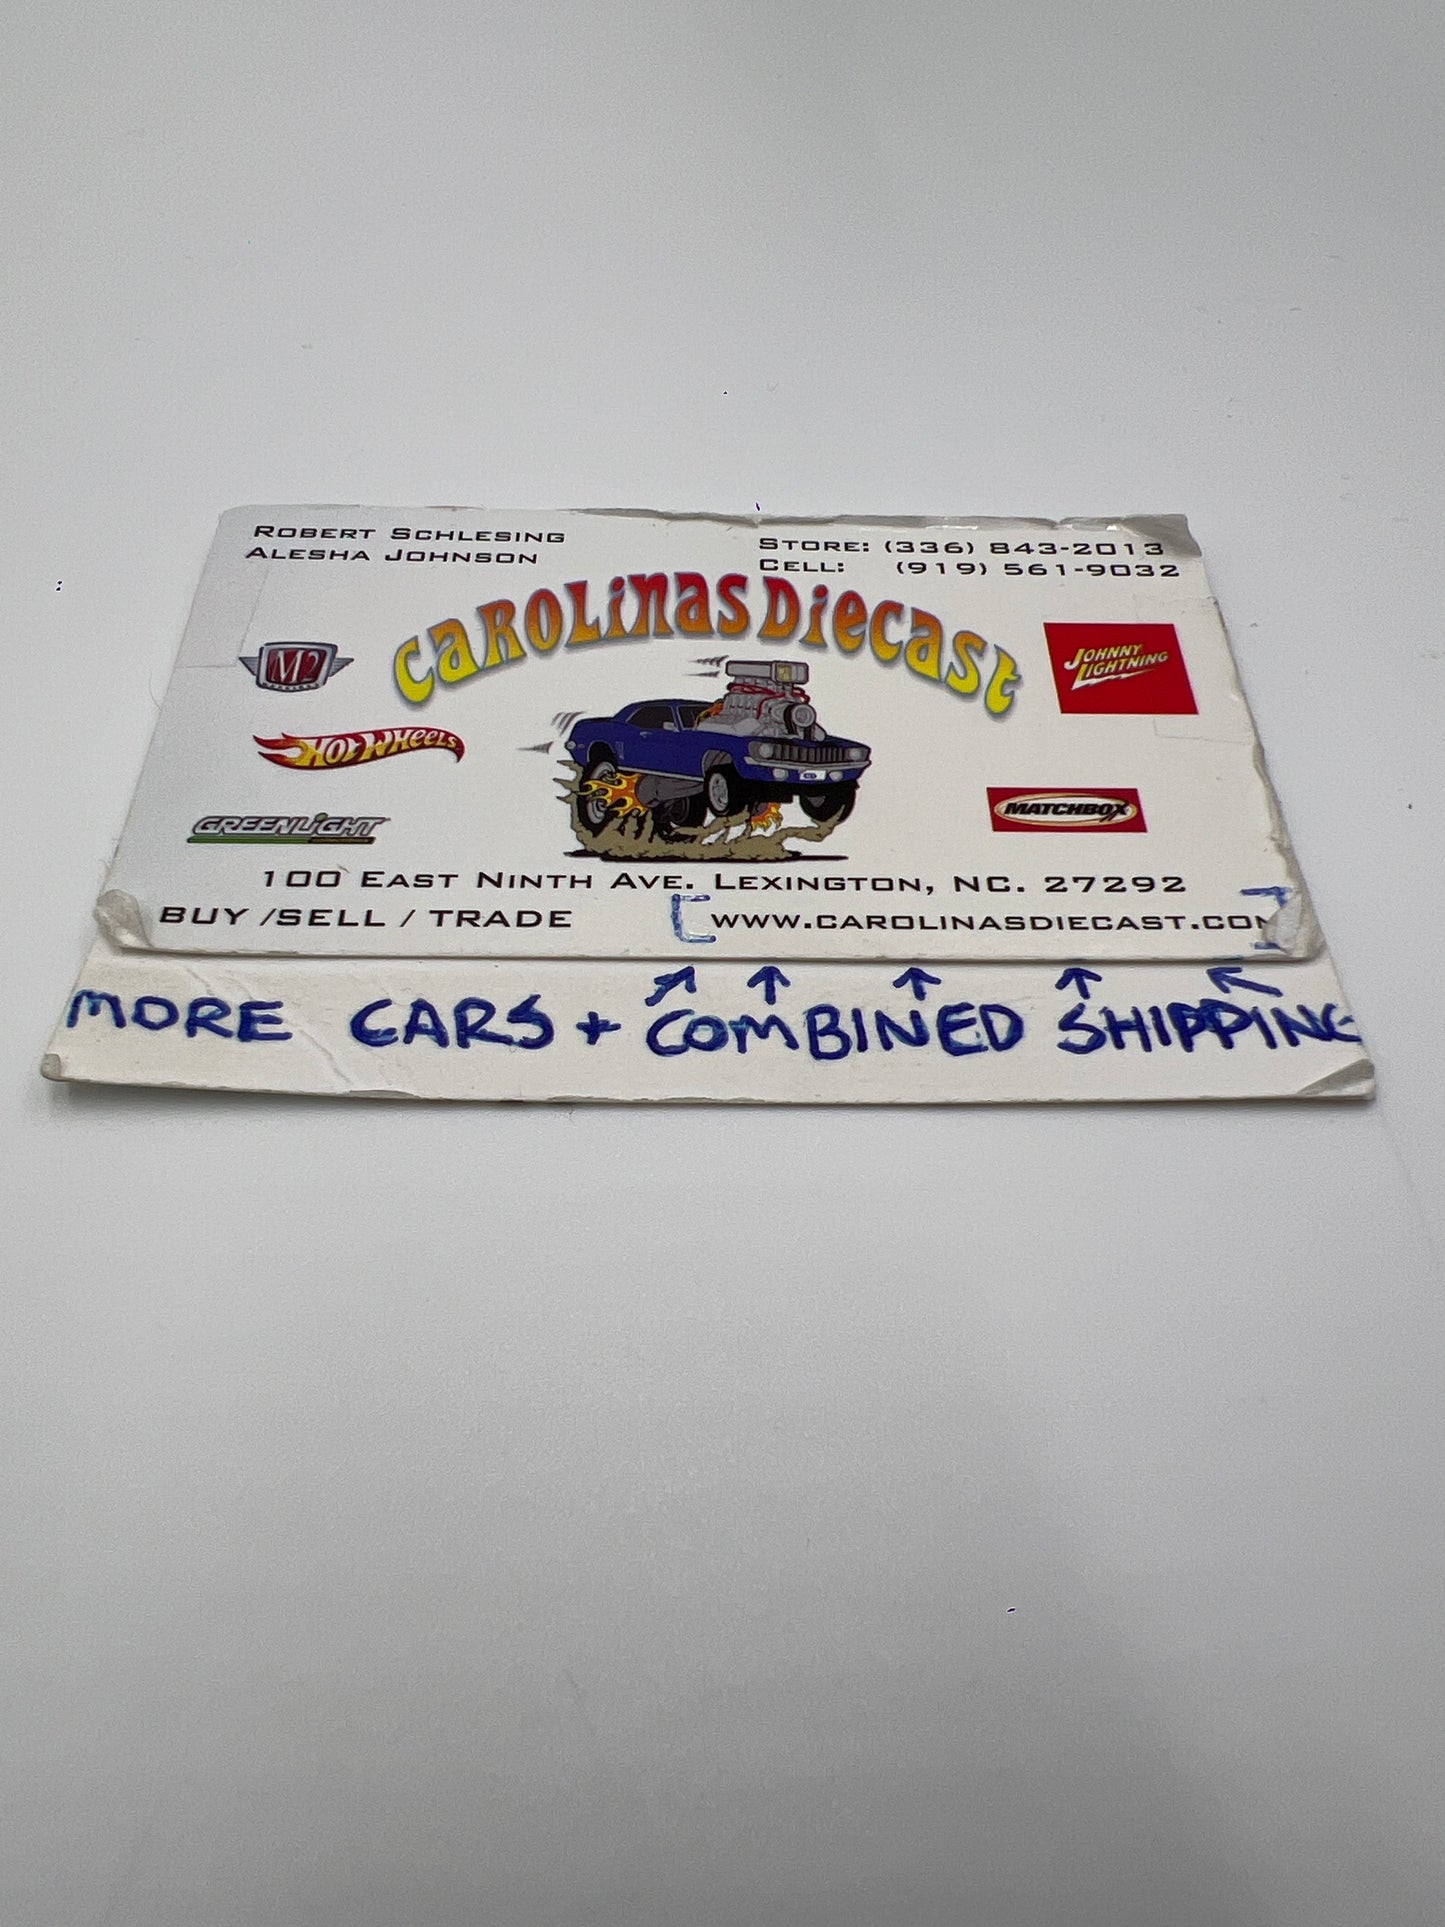 ROBERT SCHLESING
ALESHA JOHNSON
STORE: (336) 843-2013
CELL: (919) 561-9032
CAROLINAS DIECAST
M2
JOHNNY LIGHTNING
HOT WHEELS
MATCHBOX
GREENLIGHT
100 EAST NINTH AVE. LEXINGTON, NC. 27292
BUY /SELL / TRADE
WWW.CAROLINASDIECAST.COM
MORE CARS + COMBINED SHIPPING